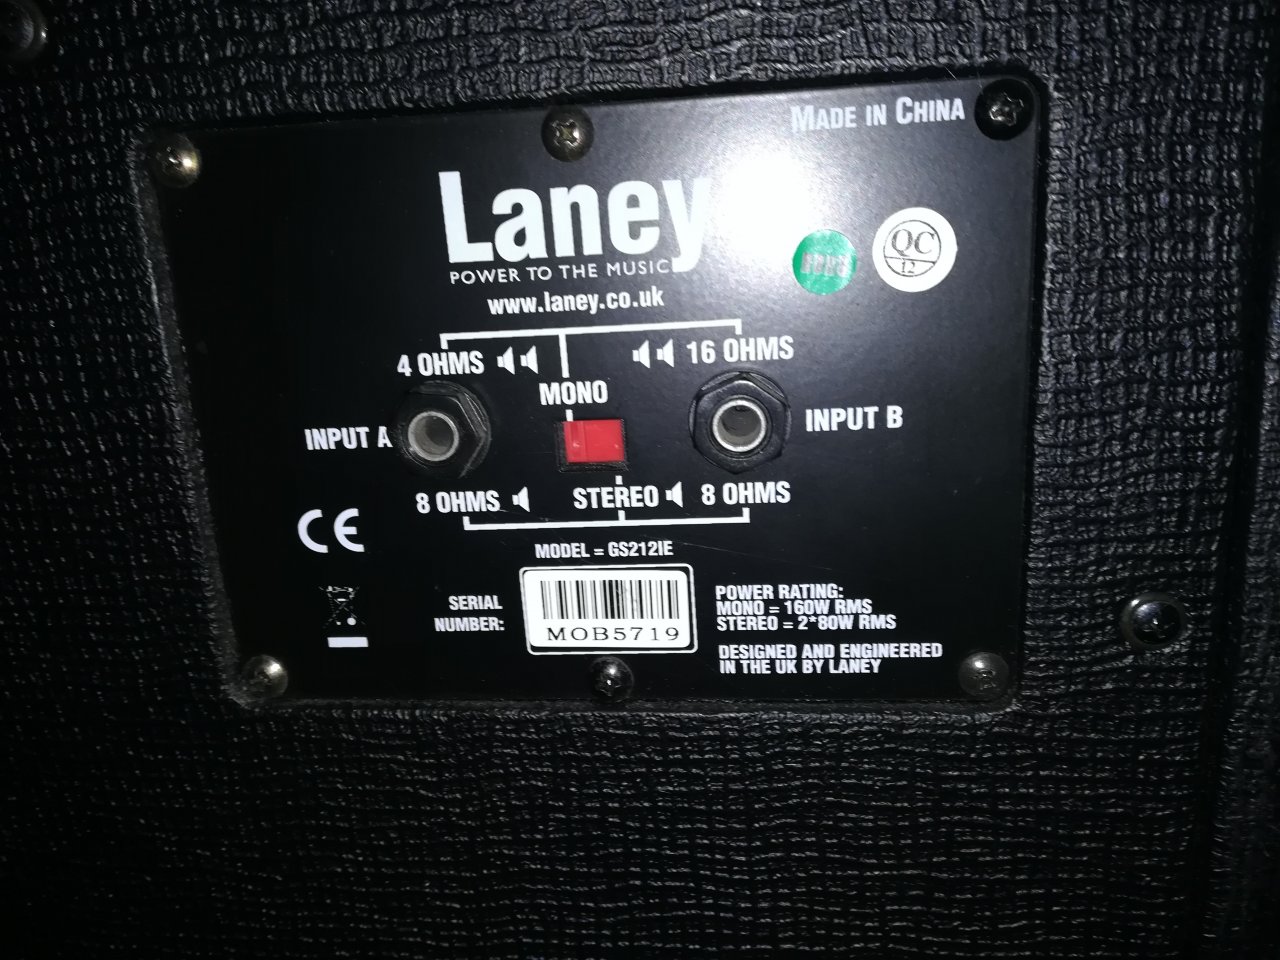 MADE IN CHINA
Laney
POWER TO THE MUSIC
www.laney.co.uk
QC
12
4 OHMS
16 OHMS
MONO
INPUT A
INPUT B
8 OHMS
STEREO
8 OHMS
CE
MODEL = GS212IE
SERIAL
NUMBER:
MOB5719
POWER RATING:
MONO = 160W RMS
STEREO = 2*80W RMS
DESIGNED AND ENGINEERED
IN THE UK BY LANEY